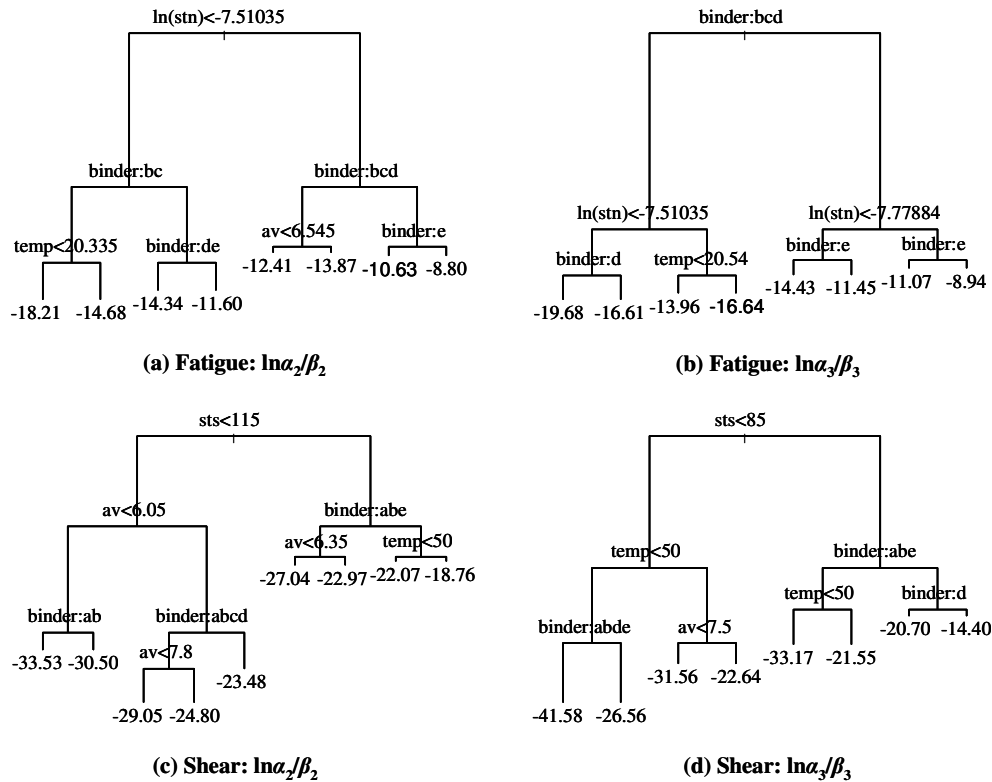 ln(stn)<-7.51035
binder:bc
binder:bcd
temp<20.335
binder:de
av<6.545
binder:e
-18.21
-14.68
-14.34
-11.60
-12.41
-13.87
-10.63
-8.80
(a) Fatigue: lnα2/β2
binder:bcd
ln(stn)<-7.51035
ln(stn)<-7.77884
binder:d
temp<20.54
binder:e
binder:e
-19.68
-16.61
-13.96
-16.64
-14.43
-11.45
-11.07
-8.94
(b) Fatigue: lnα3/β3
sts<115
av<6.05
binder:abe
av<6.35
temp<50
-27.04
-22.97
-22.07
-18.76
binder:ab
binder:abcd
-33.53
-30.50
av<7.8
-23.48
-29.05
-24.80
(c) Shear: lnα2/β2
sts<85
temp<50
binder:abe
temp<50
binder:d
binder:abde
av<7.5
-20.70
-14.40
-33.17
-21.55
-31.56
-22.64
-41.58
-26.56
(d) Shear: lnα3/β3